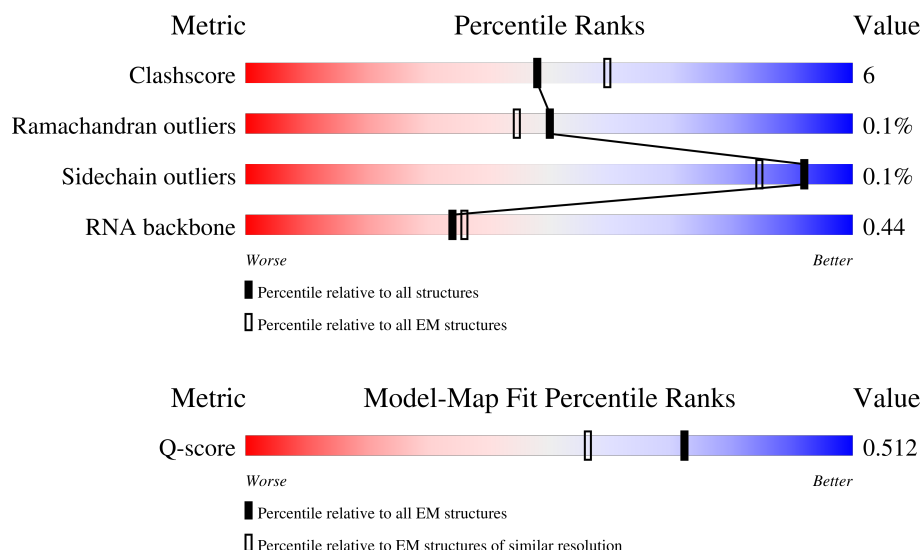 Metric Percentile Ranks Value
Clashscore 6
Ramachandran outliers 0.1%
Sidechain outliers 0.1%
RNA backbone 0.44
Worse Better
Percentile relative to all structures
Percentile relative to all EM structures
Metric Model-Map Fit Percentile Ranks Value
Q-score 0.512
Worse Better
Percentile relative to all EM structures
Percentile relative to EM structures of similar resolution